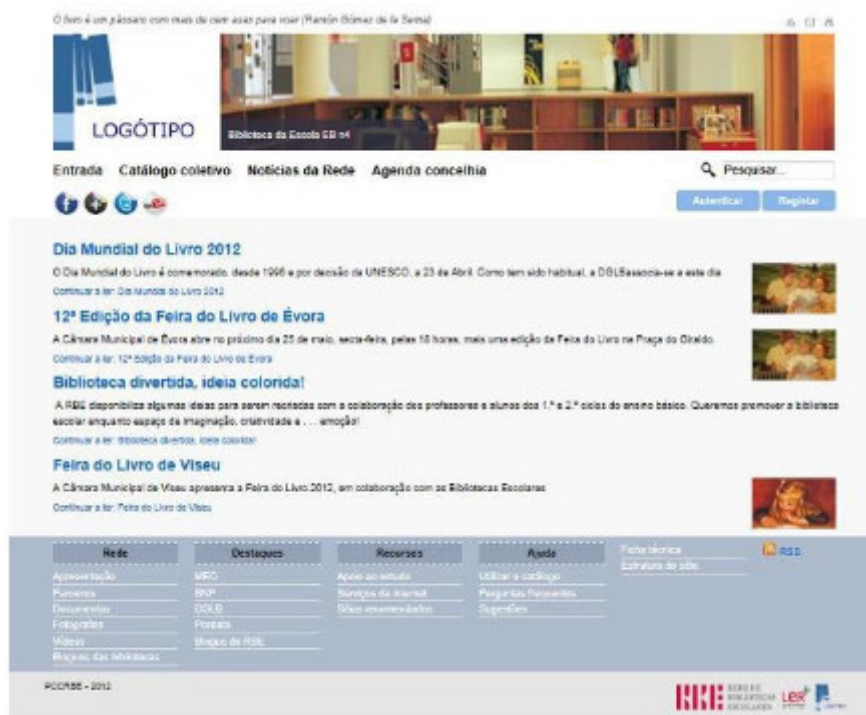 O livro é um pássaro com mais de cem asas para voar (Ramón Gómez de la Serna)
LOGÓTIPO
Biblioteca da Escola EB n4
Entrada Catálogo coletivo Notícias da Rede Agenda concelhia
Pesquisar...
Autenticar Registar
Dia Mundial do Livro 2012
O Dia Mundial do Livro é comemorado, desde 1996 e por decisão da UNESCO, a 23 de Abril. Como tem sido habitual, a DGLBassocia-se a este dia
Continuar a ler: Dia Mundial do Livro 2012
12ª Edição da Feira do Livro de Évora
A Câmara Municipal de Évora abre no próximo dia 25 de maio, sexta-feira, pelas 18 horas, mais uma edição da Feira do Livro na Praça do Giraldo.
Continuar a ler: 12ª Edição da Feira do Livro de Évora
Biblioteca divertida, ideia colorida!
A RBE disponibiliza algumas ideias para serem recriadas com a colaboração dos professores e alunos dos 1.º e 2.º ciclos do ensino básico. Queremos promover a biblioteca
escolar enquanto espaço de imaginação, criatividade e . . . emoção!
Continuar a ler: Biblioteca divertida, ideia colorida!
Feira do Livro de Viseu
A Câmara Municipal de Viseu apresenta a Feira do Livro 2012, em colaboração com as Bibliotecas Escolares
Continuar a ler: Feira do Livro de Viseu
Rede Destaques Recursos Ajuda Ficha técnica RSS
Estrutura do sítio
Apresentação MEC Apoio ao estudo Utilizar o catálogo
Parceiros BNP Serviços da Internet Perguntas frequentes
Documentos DGLB Sítios recomendados Sugestões
Fotografias Pordata
Vídeos Blogue da RBE
Blogues das bibliotecas
PCCRBE - 2012
REDE DE
BIBLIOTECAS
ESCOLARES
LER+